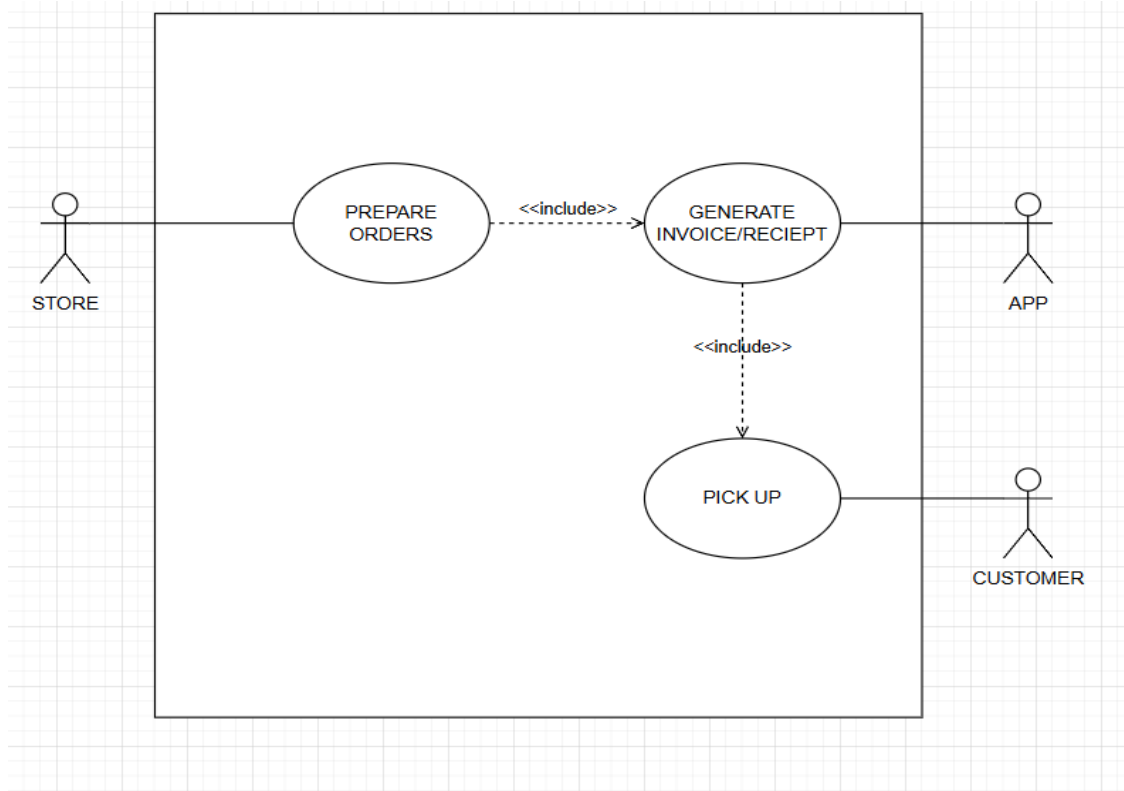 PREPARE
ORDERS
<<include>>
GENERATE
INVOICE/RECIEPT
STORE
APP
<<include>>
PICK UP
CUSTOMER